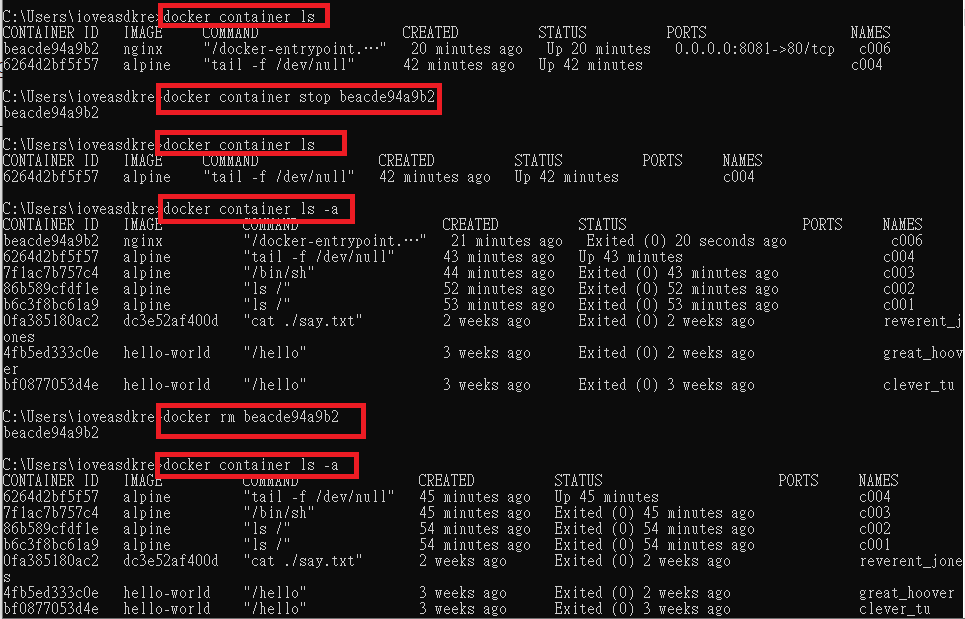 C:\Users\ioveasdkre>docker container ls
CONTAINER ID   IMAGE     COMMAND                  CREATED          STATUS          PORTS                  NAMES
beacde94a9b2   nginx     "/docker-entrypoint.…"   20 minutes ago   Up 20 minutes   0.0.0.0:8081->80/tcp   c006
6264d2bf5f57   alpine    "tail -f /dev/null"      42 minutes ago   Up 42 minutes                          c004
C:\Users\ioveasdkre>docker container stop beacde94a9b2
beacde94a9b2
C:\Users\ioveasdkre>docker container ls
CONTAINER ID   IMAGE     COMMAND               CREATED          STATUS          PORTS     NAMES
6264d2bf5f57   alpine    "tail -f /dev/null"   42 minutes ago   Up 42 minutes             c004
C:\Users\ioveasdkre>docker container ls -a
CONTAINER ID   IMAGE          COMMAND                  CREATED          STATUS                      PORTS     NAMES
beacde94a9b2   nginx          "/docker-entrypoint.…"   21 minutes ago   Exited (0) 20 seconds ago             c006
6264d2bf5f57   alpine         "tail -f /dev/null"      43 minutes ago   Up 43 minutes                         c004
7f1ac7b757c4   alpine         "/bin/sh"                44 minutes ago   Exited (0) 43 minutes ago             c003
86b589cfdf1e   alpine         "ls /"                   52 minutes ago   Exited (0) 52 minutes ago             c002
b6c3f8bc61a9   alpine         "ls /"                   53 minutes ago   Exited (0) 53 minutes ago             c001
0fa385180ac2   dc3e52af400d   "cat ./say.txt"          2 weeks ago      Exited (0) 2 weeks ago                reverent_j
ones
4fb5ed333c0e   hello-world    "/hello"                 3 weeks ago      Exited (0) 2 weeks ago                great_hoov
er
bf0877053d4e   hello-world    "/hello"                 3 weeks ago      Exited (0) 3 weeks ago                clever_tu
C:\Users\ioveasdkre>docker rm beacde94a9b2
beacde94a9b2
C:\Users\ioveasdkre>docker container ls -a
CONTAINER ID   IMAGE          COMMAND               CREATED          STATUS                      PORTS     NAMES
6264d2bf5f57   alpine         "tail -f /dev/null"   45 minutes ago   Up 45 minutes                         c004
7f1ac7b757c4   alpine         "/bin/sh"             45 minutes ago   Exited (0) 45 minutes ago             c003
86b589cfdf1e   alpine         "ls /"                54 minutes ago   Exited (0) 54 minutes ago             c002
b6c3f8bc61a9   alpine         "ls /"                54 minutes ago   Exited (0) 54 minutes ago             c001
0fa385180ac2   dc3e52af400d   "cat ./say.txt"       2 weeks ago      Exited (0) 2 weeks ago                reverent_jone
s
4fb5ed333c0e   hello-world    "/hello"              3 weeks ago      Exited (0) 2 weeks ago                great_hoover
bf0877053d4e   hello-world    "/hello"              3 weeks ago      Exited (0) 3 weeks ago                clever_tu